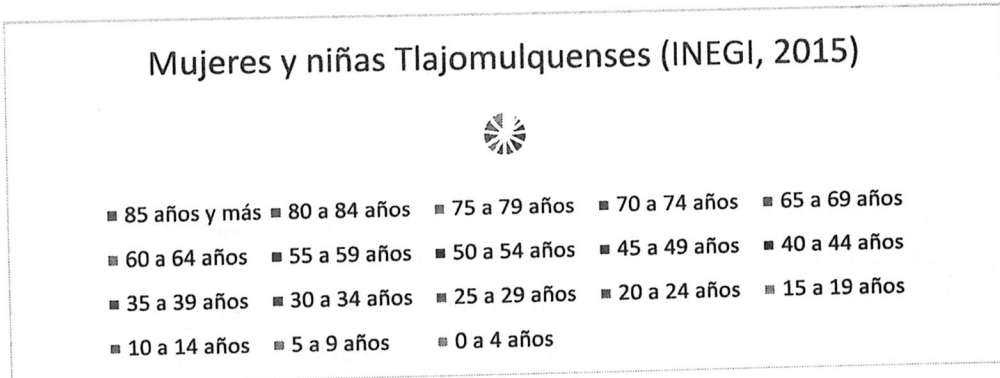 Mujeres y niñas Tlajomulquenses (INEGI, 2015)
85 años y más 80 a 84 años 75 a 79 años 70 a 74 años 65 a 69 años
60 a 64 años 55 a 59 años 50 a 54 años 45 a 49 años 40 a 44 años
35 a 39 años 30 a 34 años 25 a 29 años 20 a 24 años 15 a 19 años
10 a 14 años 5 a 9 años 0 a 4 años